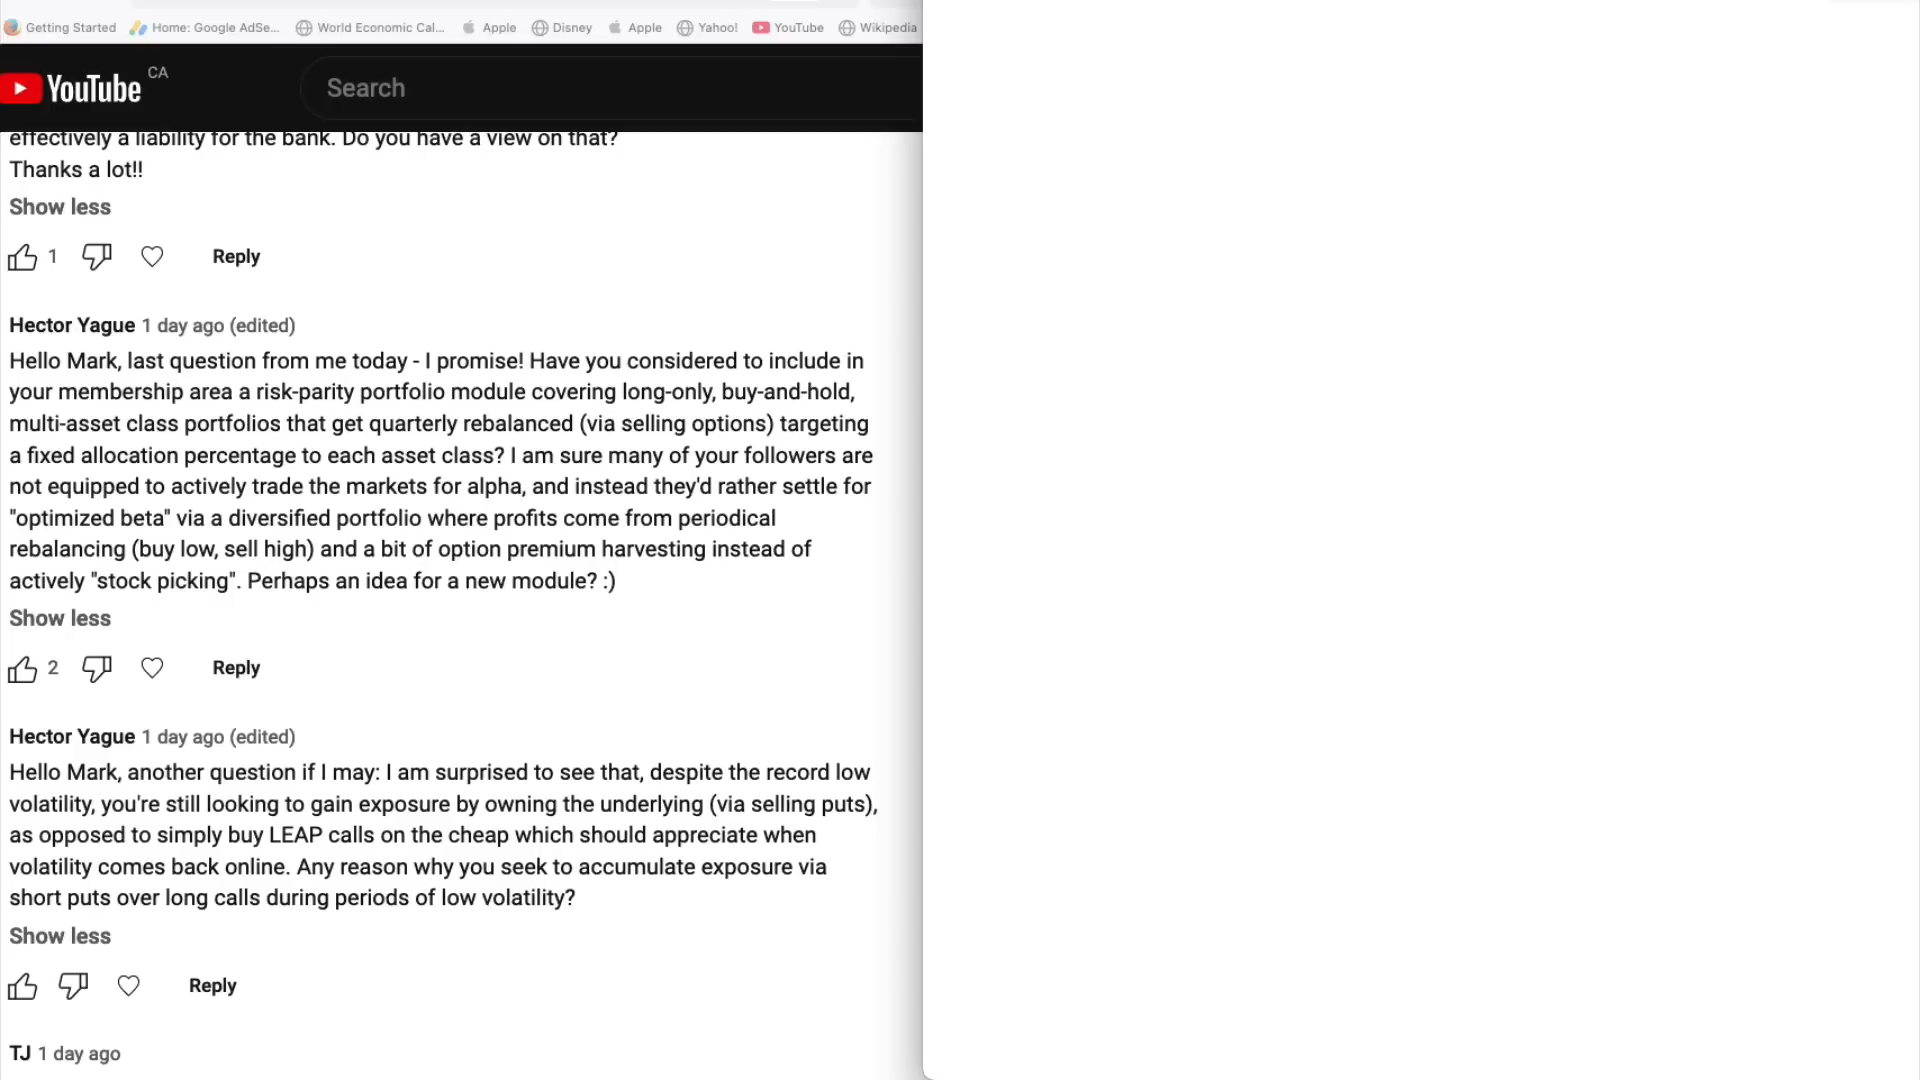 Getting Started Home: Google AdSe... World Economic Cal... Apple Disney Apple Yahoo! YouTube Wikipedia
YouTube CA
Search
effectively a liability for the bank. Do you have a view on that?
Thanks a lot!!
Show less
1 Reply
Hector Yague 1 day ago (edited)
Hello Mark, last question from me today - I promise! Have you considered to include in
your membership area a risk-parity portfolio module covering long-only, buy-and-hold,
multi-asset class portfolios that get quarterly rebalanced (via selling options) targeting
a fixed allocation percentage to each asset class? I am sure many of your followers are
not equipped to actively trade the markets for alpha, and instead they'd rather settle for
"optimized beta" via a diversified portfolio where profits come from periodical
rebalancing (buy low, sell high) and a bit of option premium harvesting instead of
actively "stock picking". Perhaps an idea for a new module? :)
Show less
2 Reply
Hector Yague 1 day ago (edited)
Hello Mark, another question if I may: I am surprised to see that, despite the record low
volatility, you're still looking to gain exposure by owning the underlying (via selling puts),
as opposed to simply buy LEAP calls on the cheap which should appreciate when
volatility comes back online. Any reason why you seek to accumulate exposure via
short puts over long calls during periods of low volatility?
Show less
Reply
TJ 1 day ago